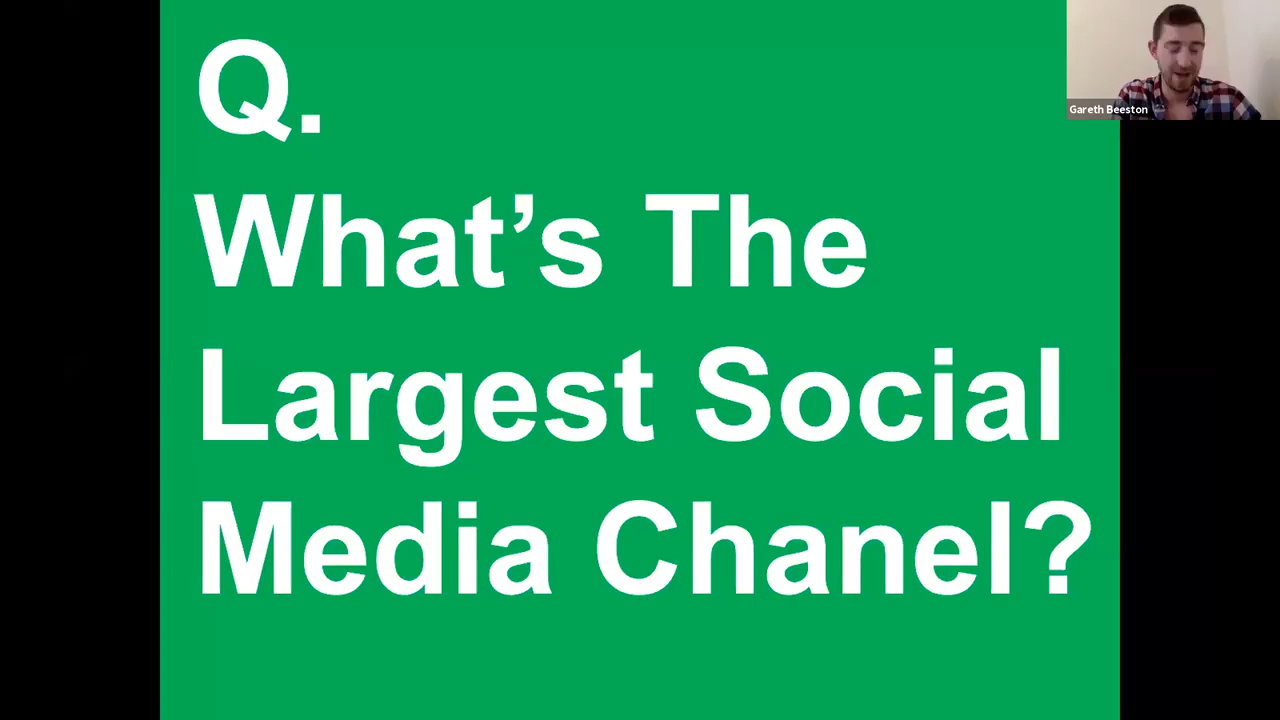 Q.
What’s The
Largest Social
Media Chanel?
Gareth Beeston